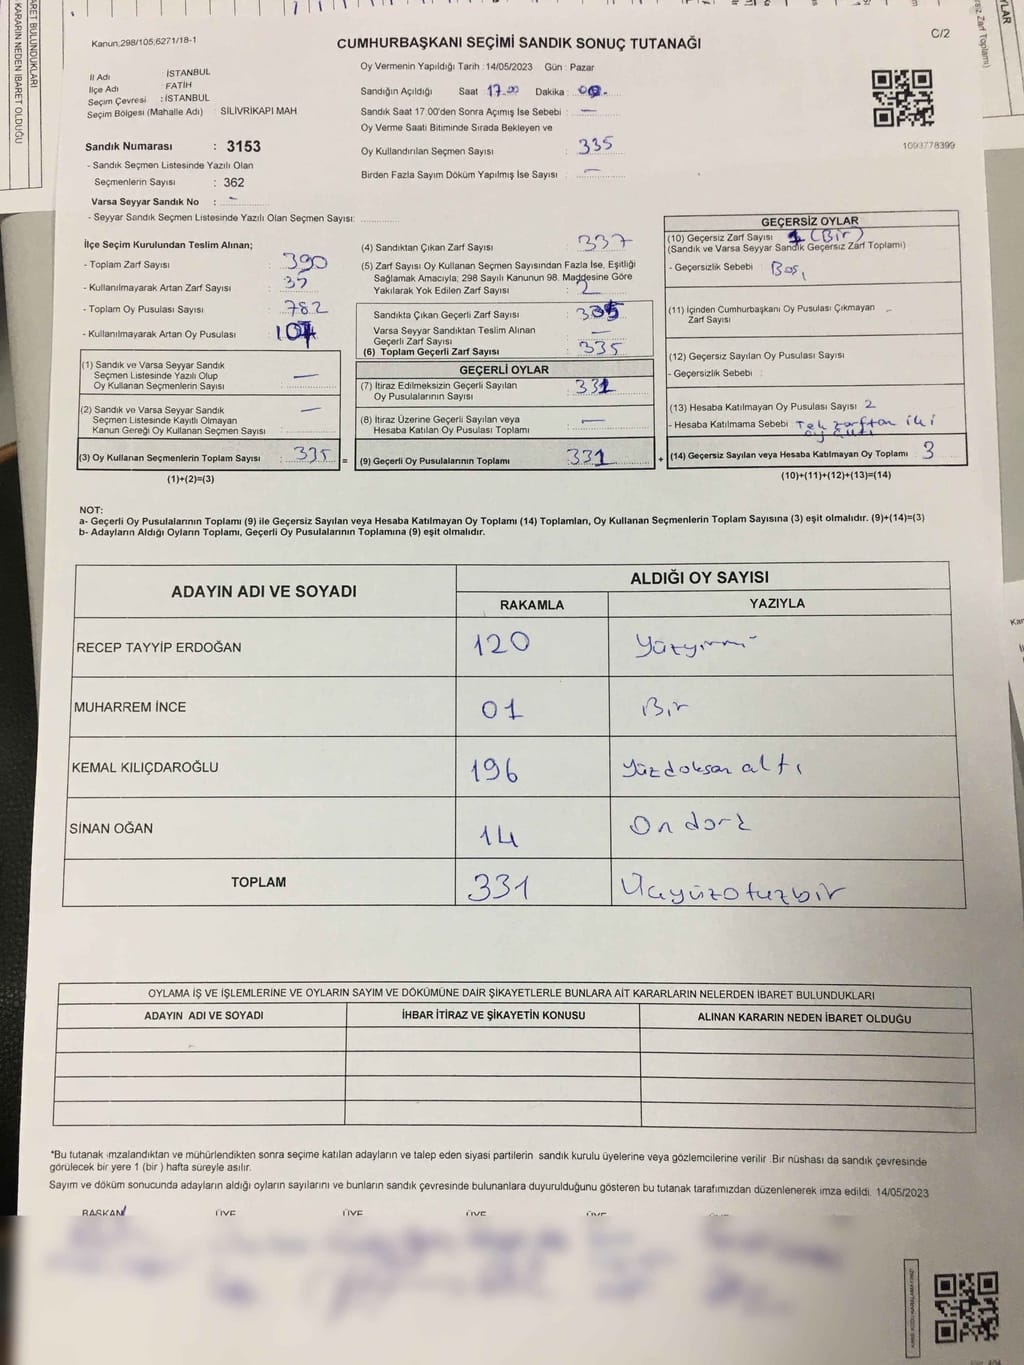 Kanun;298/105;6271/18-1
CUMHURBAŞKANI SEÇİMİ SANDIK SONUÇ TUTANAĞI
C/2
İl Adı İSTANBUL
İlçe Adı : FATİH
Seçim Çevresi : İSTANBUL
Seçim Bölgesi (Mahalle Adı) : SİLİVRİKAPI MAH
Sandık Numarası : 3153
- Sandık Seçmen Listesinde Yazılı Olan
Seçmenlerin Sayısı : 362
Varsa Seyyar Sandık No : -
- Seyyar Sandık Seçmen Listesinde Yazılı Olan Seçmen Sayısı:
Oy Vermenin Yapıldığı Tarih : 14/05/2023 Gün : Pazar
Sandığın Açıldığı Saat 17.00 Dakika :
Sandık Saat 17.00'den Sonra Açımış İse Sebebi : —
Oy Verme Saati Bitiminde Sırada Bekleyen ve
Oy Kullandırılan Seçmen Sayısı : 335
Birden Fazla Sayım Döküm Yapılmış İse Sayısı : —
1093778399
İlçe Seçim Kurulundan Teslim Alınan;
- Toplam Zarf Sayısı : 390
- Kullanılmayarak Artan Zarf Sayısı :
- Toplam Oy Pusulası Sayısı : 782
- Kullanılmayarak Artan Oy Pusulası : 107
(1) Sandık ve Varsa Seyyar Sandık
Seçmen Listesinde Yazılı Olup
Oy Kullanan Seçmenlerin Sayısı : —
(2) Sandık ve Varsa Seyyar Sandık
Seçmen Listesinde Kayıtlı Olmayan
Kanun Gereği Oy Kullanan Seçmen Sayısı : —
(3) Oy Kullanan Seçmenlerin Toplam Sayısı : 335 =
(1)+(2)=(3)
(4) Sandıktan Çıkan Zarf Sayısı : 337
(5) Zarf Sayısı Oy Kullanan Seçmen Sayısından Fazla İse, Eşitliği
Sağlamak Amacıyla; 298 Sayılı Kanunun 98. Maddesine Göre
Yakılarak Yok Edilen Zarf Sayısı : 2
Sandıkta Çıkan Geçerli Zarf Sayısı : 335
Varsa Seyyar Sandıktan Teslim Alınan
Geçerli Zarf Sayısı : —
(6) Toplam Geçerli Zarf Sayısı : 335
GEÇERLİ OYLAR
(7) İtiraz Edilmeksizin Geçerli Sayılan
Oy Pusulalarının Sayısı : 331
(8) İtiraz Üzerine Geçerli Sayılan veya
Hesaba Katılan Oy Pusulası Toplamı : —
(9) Geçerli Oy Pusulalarının Toplamı : 331 +
GEÇERSİZ OYLAR
(10) Geçersiz Zarf Sayısı 1 (Bir)
(Sandık ve Varsa Seyyar Sandık Geçersiz Zarf Toplamı)
- Geçersizlik Sebebi : Boş,
(11) İçinden Cumhurbaşkanı Oy Pusulası Çıkmayan
Zarf Sayısı
(12) Geçersiz Sayılan Oy Pusulası Sayısı
- Geçersizlik Sebebi :
(13) Hesaba Katılmayan Oy Pusulası Sayısı 2
- Hesaba Katılmama Sebebi Tek zarftan iki
oy çıktı
(14) Geçersiz Sayılan veya Hesaba Katılmayan Oy Toplamı 3
(10)+(11)+(12)+(13)=(14)
NOT:
a- Geçerli Oy Pusulalarının Toplamı (9) ile Geçersiz Sayılan veya Hesaba Katılmayan Oy Toplamı (14) Toplamları, Oy Kullanan Seçmenlerin Toplam Sayısına (3) eşit olmalıdır. (9)+(14)=(3)
b- Adayların Aldığı Oyların Toplamı, Geçerli Oy Pusulalarının Toplamına (9) eşit olmalıdır.
ADAYIN ADI VE SOYADI
ALDIĞI OY SAYISI
RAKAMLA YAZIYLA
RECEP TAYYİP ERDOĞAN 120 Yüzyirmi
MUHARREM İNCE 01 Bir
KEMAL KILIÇDAROĞLU 196 Yüzdoksan altı
SİNAN OĞAN 14 On dört
TOPLAM 331 Üçyüzotuzbir
OYLAMA İŞ VE İŞLEMLERİNE VE OYLARIN SAYIM VE DÖKÜMÜNE DAİR ŞİKAYETLERLE BUNLARA AİT KARARLARIN NELERDEN İBARET BULUNDUKLARI
ADAYIN ADI VE SOYADI İHBAR İTİRAZ VE ŞİKAYETİN KONUSU ALINAN KARARIN NEDEN İBARET OLDUĞU
*Bu tutanak imzalandıktan ve mühürlendikten sonra seçime katılan adayların ve talep eden siyasi partilerin sandık kurulu üyelerine veya gözlemcilerine verilir. Bir nüshası da sandık çevresinde
görülecek bir yere 1 (bir) hafta süreyle asılır.
Sayım ve döküm sonucunda adayların aldığı oyların sayılarını ve bunların sandık çevresinde bulunanlara duyurulduğunu gösteren bu tutanak tarafımızdan düzenlenerek imza edildi. 14/05/2023
BAŞKAN ÜYE ÜYE ÜYE ÜYE